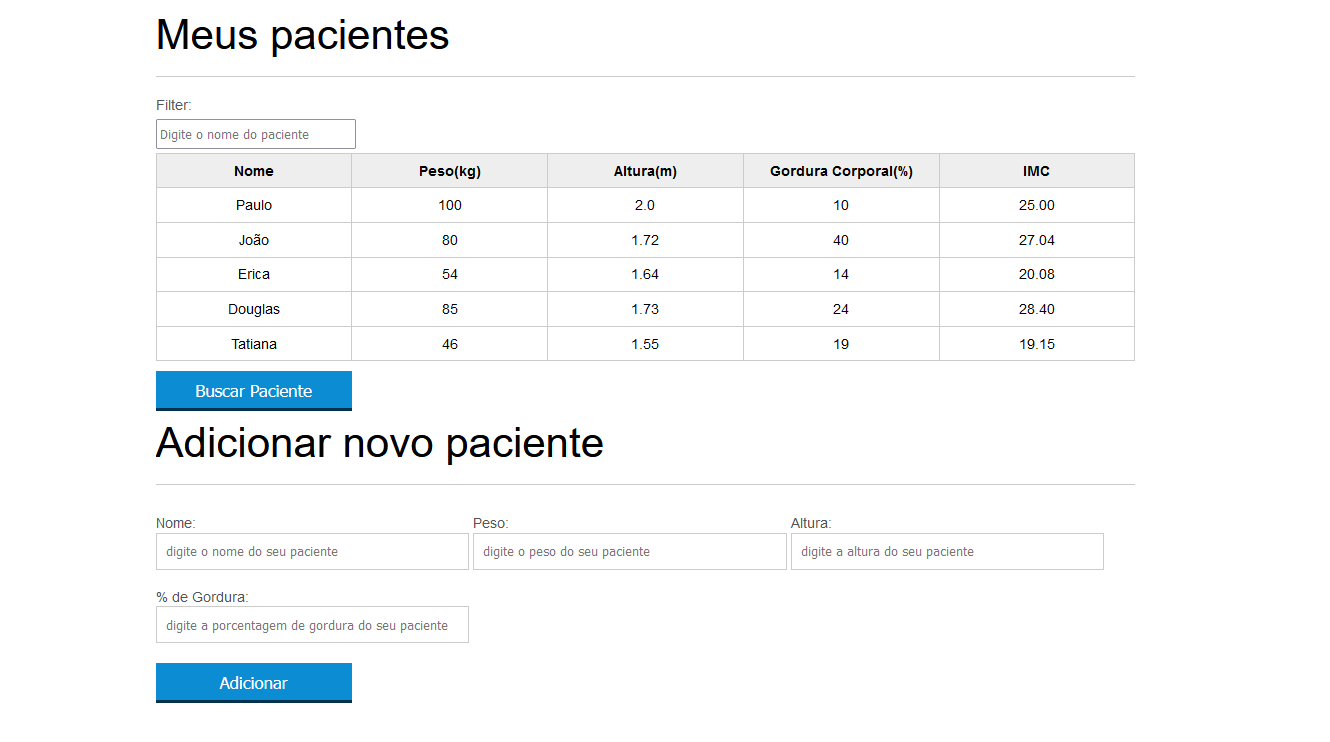 Meus pacientes
Filter:
Digite o nome do paciente
Nome Peso(kg) Altura(m) Gordura Corporal(%) IMC
Paulo 100 2.0 10 25.00
João 80 1.72 40 27.04
Erica 54 1.64 14 20.08
Douglas 85 1.73 24 28.40
Tatiana 46 1.55 19 19.15
Buscar Paciente
Adicionar novo paciente
Nome: Peso: Altura:
digite o nome do seu paciente digite o peso do seu paciente digite a altura do seu paciente
% de Gordura:
digite a porcentagem de gordura do seu paciente
Adicionar